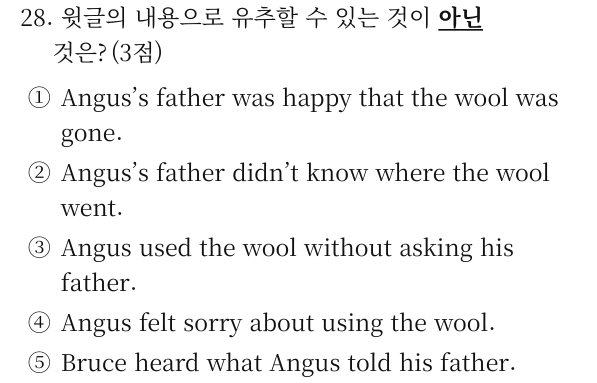 28. 윗글의 내용으로 유추할 수 있는 것이 아닌
것은? (3점)
① Angus’s father was happy that the wool was
gone.
② Angus’s father didn’t know where the wool
went.
③ Angus used the wool without asking his
father.
④ Angus felt sorry about using the wool.
⑤ Bruce heard what Angus told his father.